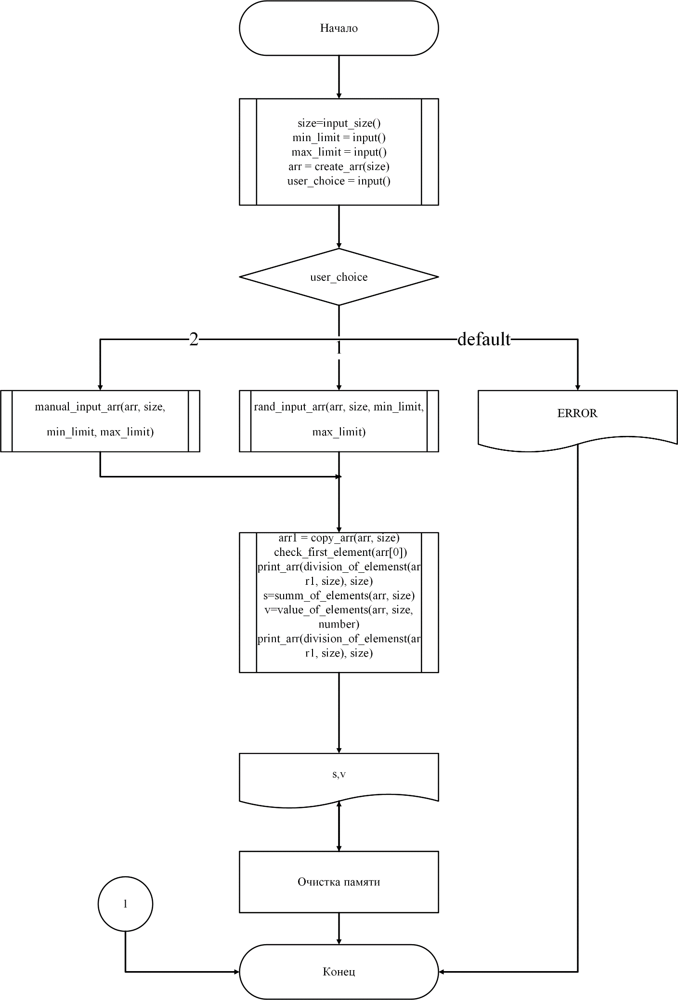 Начало
size=input_size()
min_limit = input()
max_limit = input()
arr = create_arr(size)
user_choice = input()
user_choice
2
1
default
manual_input_arr(arr, size,
min_limit, max_limit)
rand_input_arr(arr, size, min_limit,
max_limit)
ERROR
arr1 = copy_arr(arr, size)
check_first_element(arr[0])
print_arr(division_of_elemenst(ar
r1, size), size)
s=summ_of_elements(arr, size)
v=value_of_elements(arr, size,
number)
print_arr(division_of_elemenst(ar
r1, size), size)
s,v
Очистка памяти
1
Конец